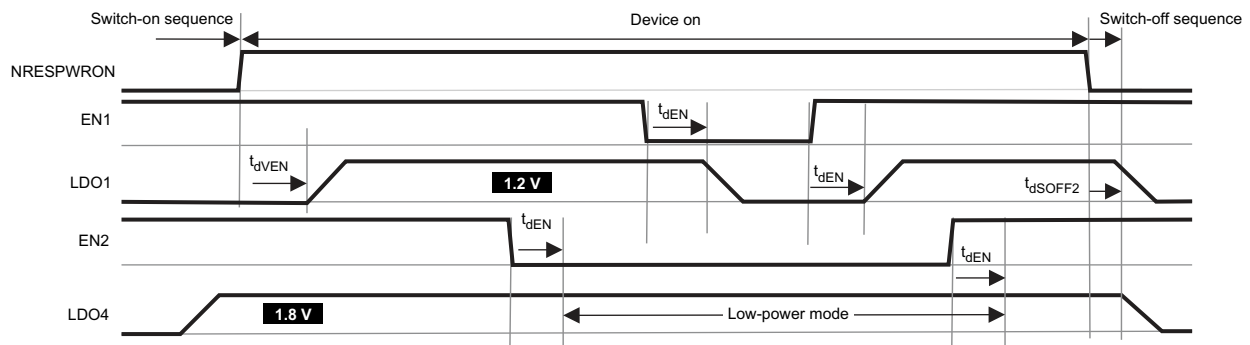 Switch-on sequence
Device on
Switch-off sequence
NRESPWRON
EN1
tdEN
tdVEN
LDO1
1.2 V
tdEN
tdSOFF2
EN2
tdEN
tdEN
LDO4
1.8 V
Low-power mode